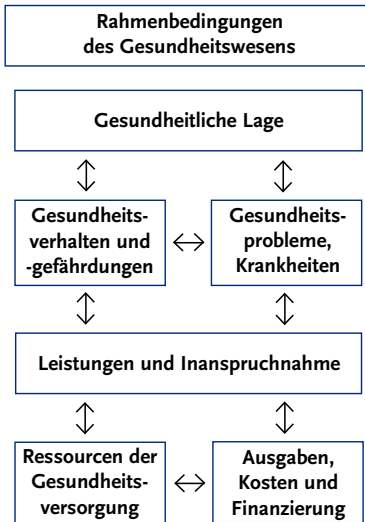 Rahmenbedingungen
des Gesundheitswesens
Gesundheitliche Lage
Gesundheits-
verhalten und
-gefährdungen
Gesundheits-
probleme,
Krankheiten
Leistungen und Inanspruchnahme
Ressourcen der
Gesundheits-
versorgung
Ausgaben,
Kosten und
Finanzierung